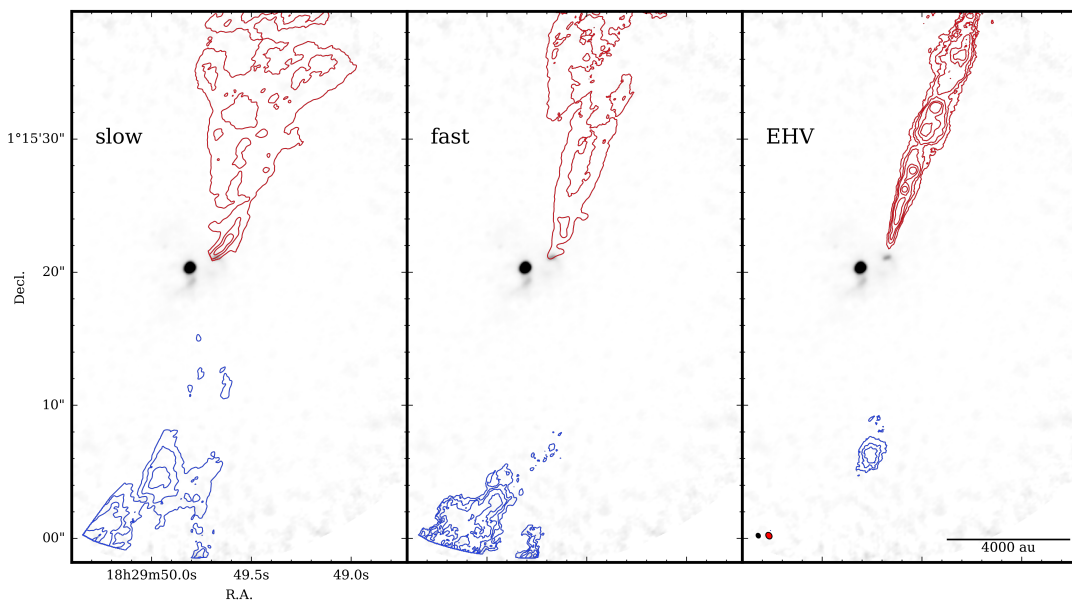 slow
fast
EHV
1°15'30"
20"
10"
00"
Decl.
18h29m50.0s
49.5s
49.0s
R.A.
4000 au